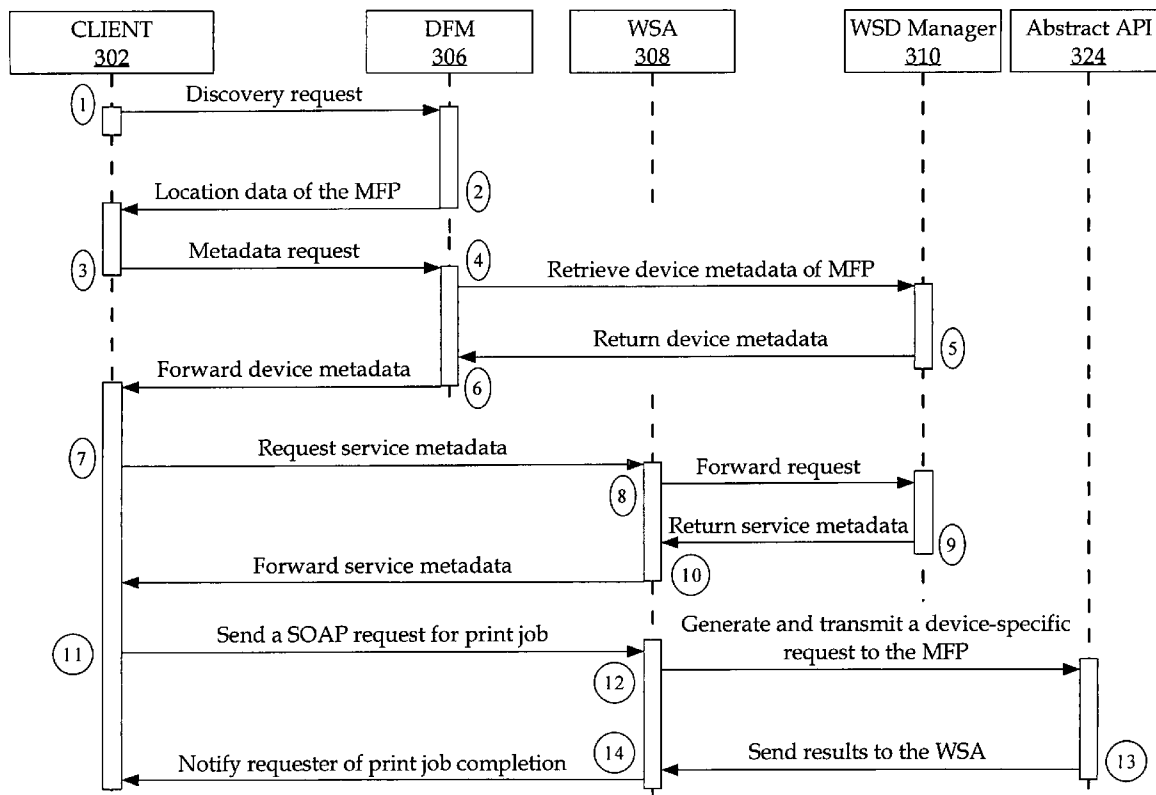 CLIENT
302
DFM
306
WSA
308
WSD Manager
310
Abstract API
324
1
Discovery request
Location data of the MFP
2
3
Metadata request
4
Retrieve device metadata of MFP
Return device metadata
5
Forward device metadata
6
7
Request service metadata
Forward request
8
Return service metadata
9
Forward service metadata
10
11
Send a SOAP request for print job
Generate and transmit a device-specific
request to the MFP
12
Send results to the WSA
13
14
Notify requester of print job completion